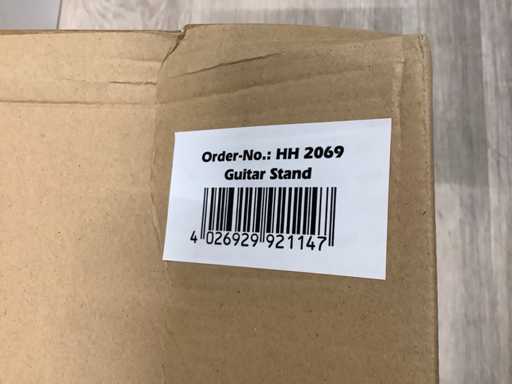 Order-No.: HH 2069
Guitar Stand
4 026929 921147